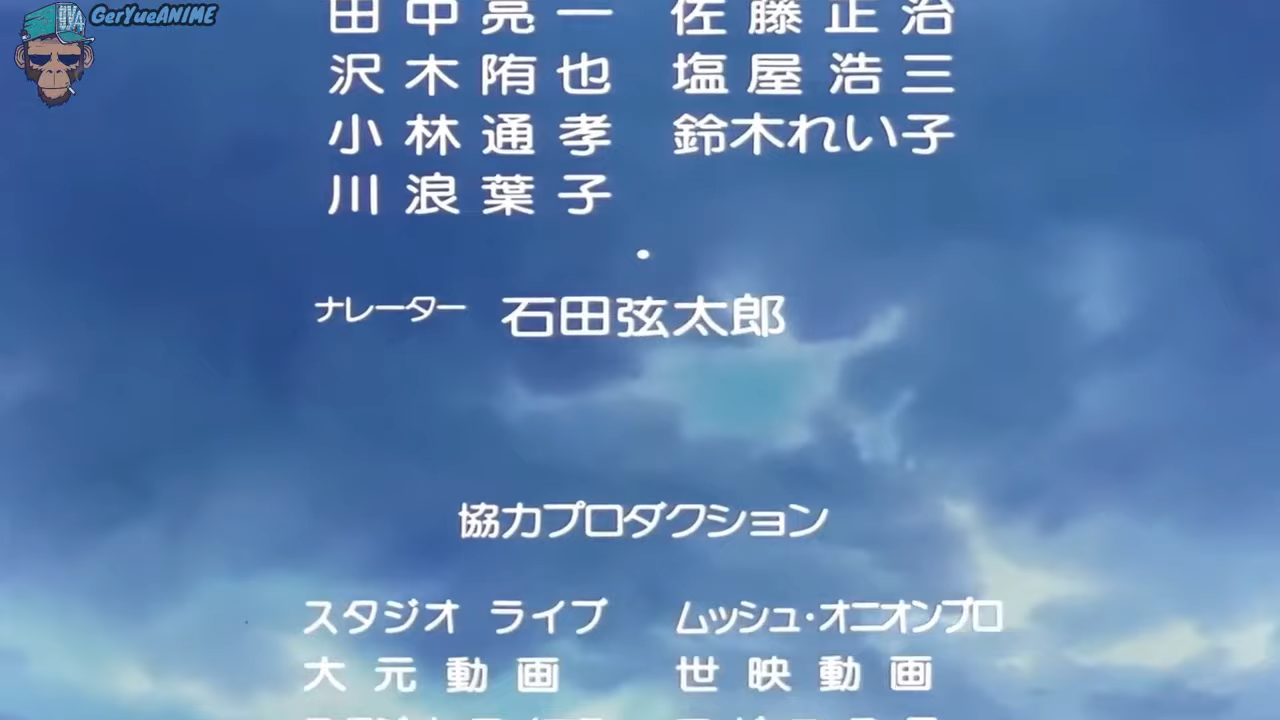 GerYueANIME
田中亮一 佐藤正治
沢木郁也 塩屋浩三
小林通孝 鈴木れい子
川浪葉子
・
ナレーター 石田弦太郎
協力プロダクション
スタジオ ライブ ムッシュ・オニオンプロ
大元動画 世映動画